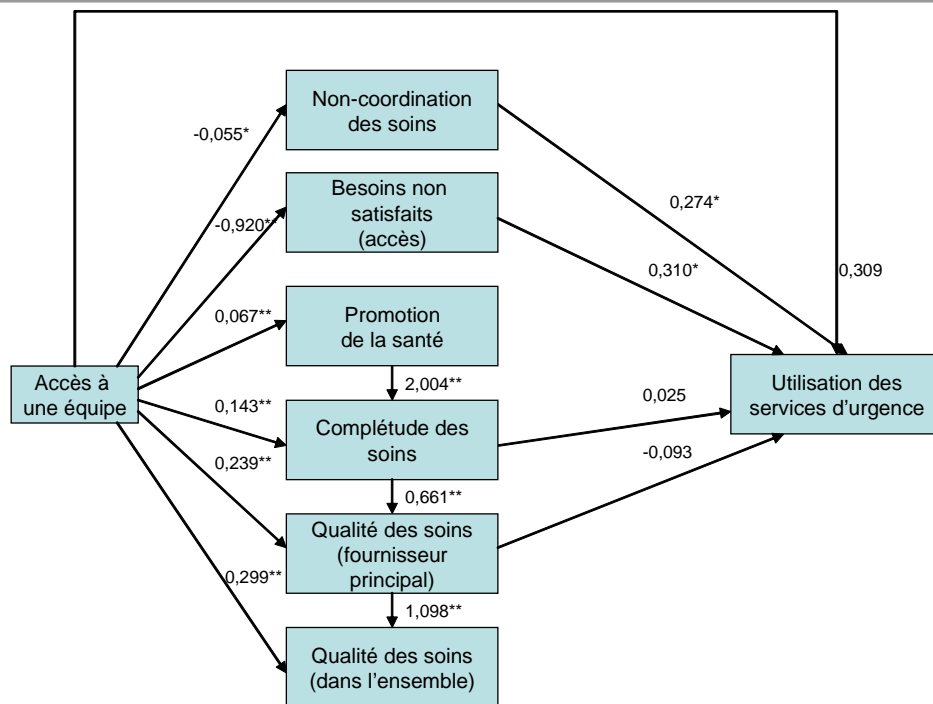 Non-coordination
des soins
-0,055*
Besoins non
satisfaits
(accès)
-0,920**
0,274*
0,310*
0,309
Promotion
de la santé
0,067**
2,004**
Accès à
une équipe
Utilisation des
services d'urgence
0,143**
Complétude des
soins
0,025
0,239**
0,661**
-0,093
Qualité des soins
(fournisseur
principal)
0,299**
1,098**
Qualité des soins
(dans l'ensemble)